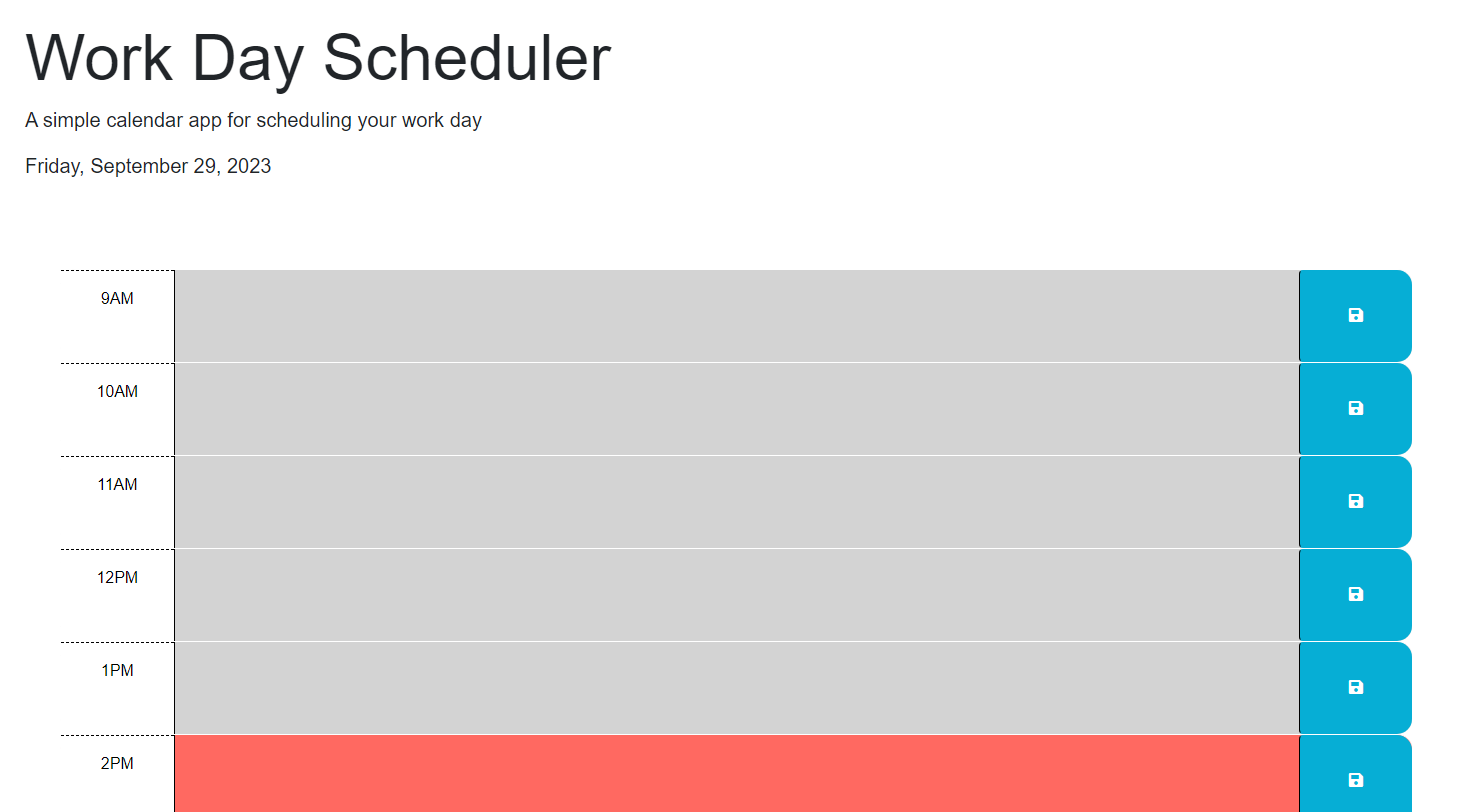 Work Day Scheduler
A simple calendar app for scheduling your work day
Friday, September 29, 2023
9AM
10AM
11AM
12PM
1PM
2PM